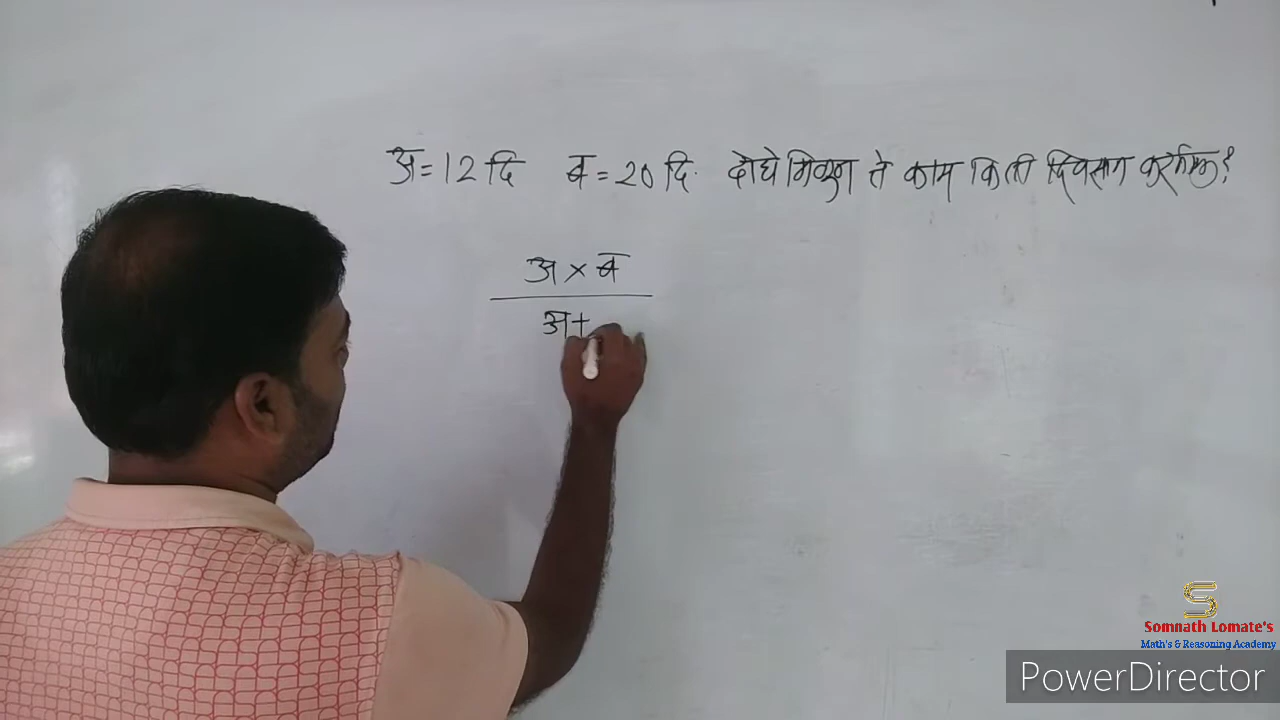 अ = 12 दि ब = 20 दि. दोघे मिळून ते काम किती दिवसात करतील?
अ × ब
अ +
Somnath Lomate's
Math's & Reasoning Academy
PowerDirector